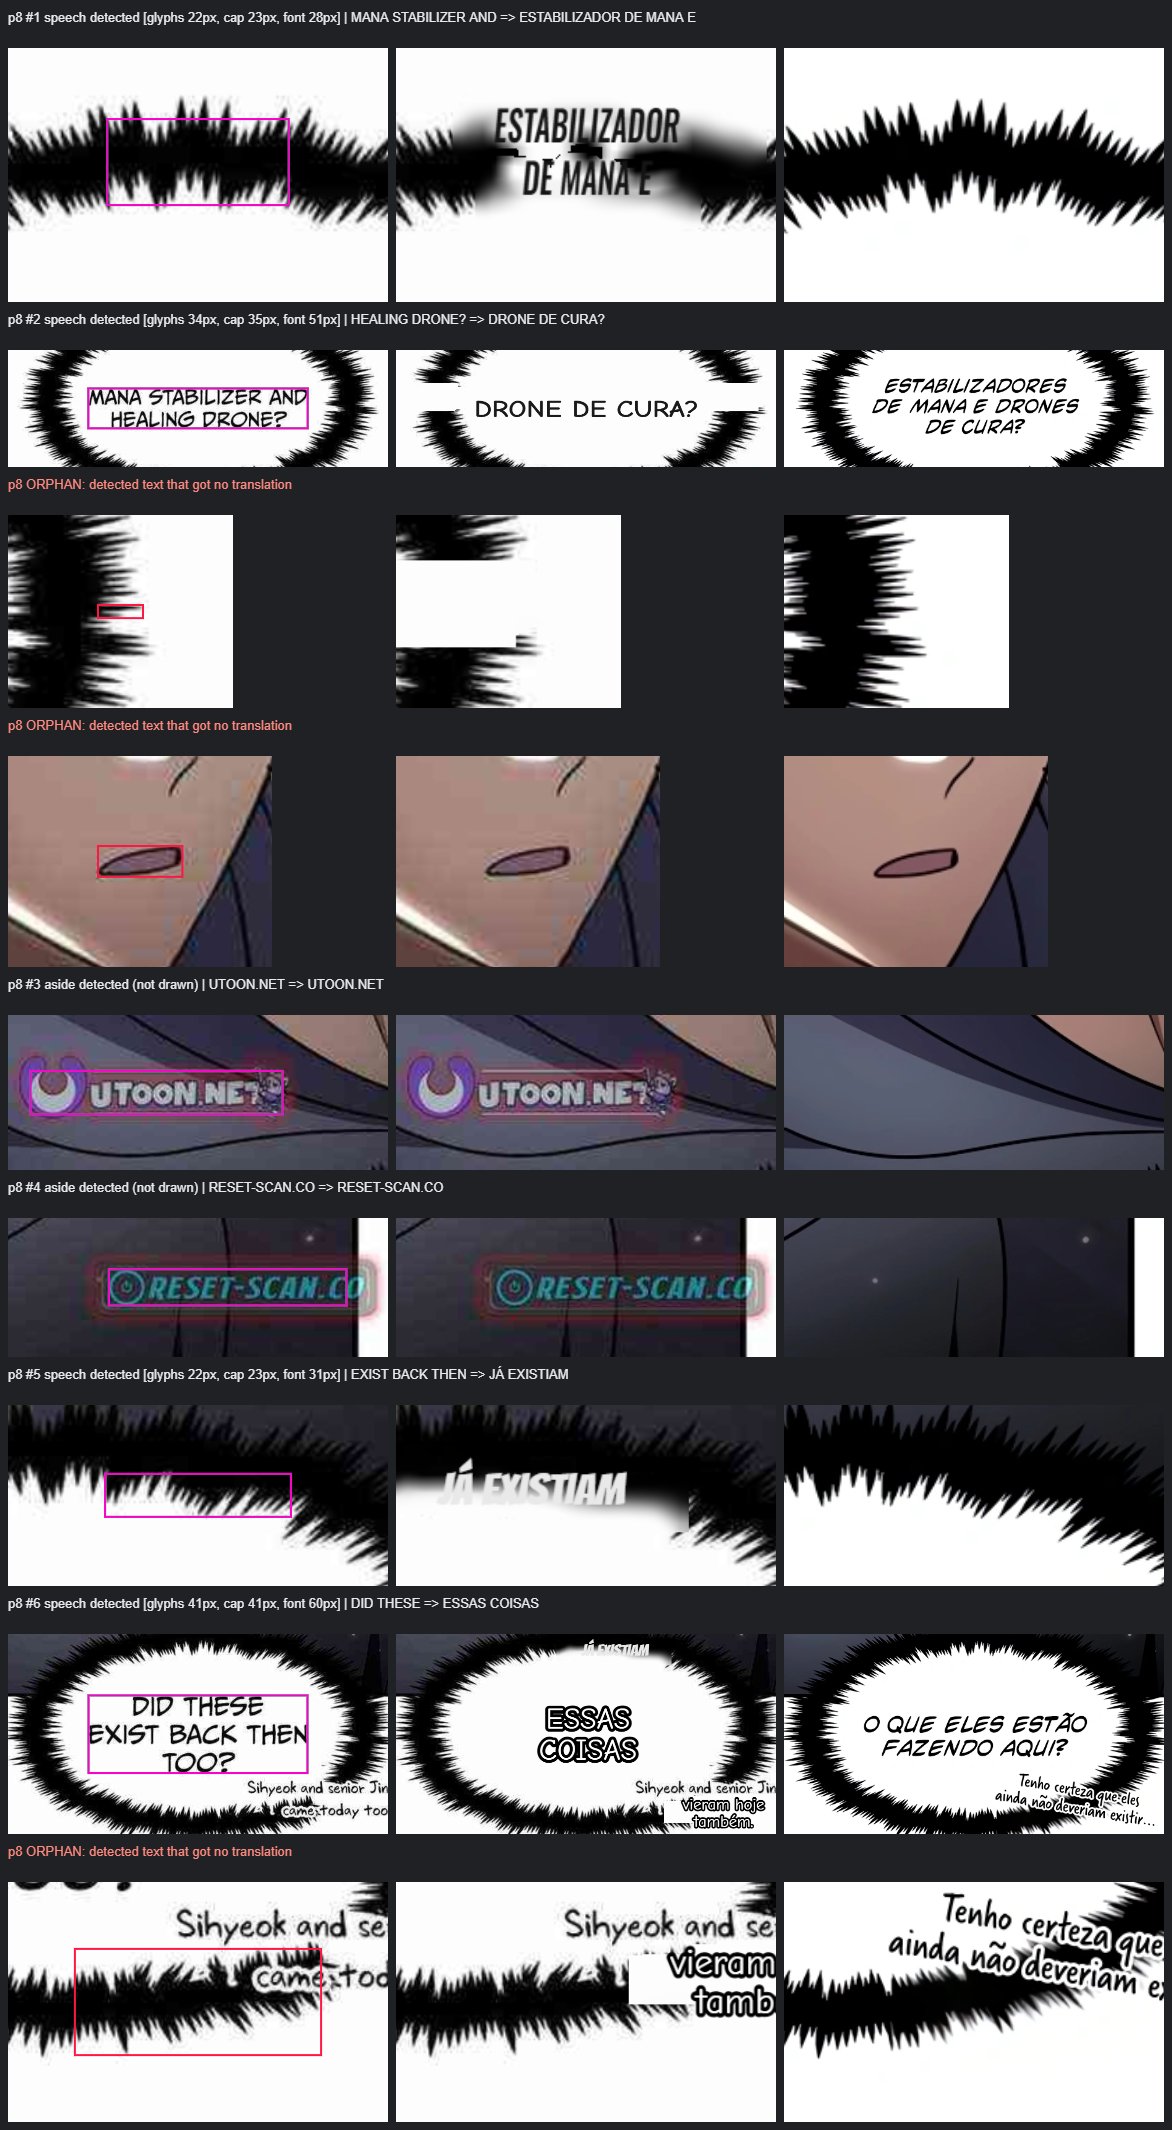 p8 #1 speech detected [glyphs 22px, cap 23px, font 28px] | MANA STABILIZER AND => ESTABILIZADOR DE MANA E
ESTABILIZADOR
DE MANA E
p8 #2 speech detected [glyphs 34px, cap 35px, font 51px] | HEALING DRONE? => DRONE DE CURA?
MANA STABILIZER AND
HEALING DRONE?
DRONE DE CURA?
ESTABILIZADORES
DE MANA E DRONES
DE CURA?
p8 ORPHAN: detected text that got no translation
p8 ORPHAN: detected text that got no translation
p8 #3 aside detected (not drawn) | UTOON.NET => UTOON.NET
UTOON.NET
UTOON.NET
p8 #4 aside detected (not drawn) | RESET-SCAN.CO => RESET-SCAN.CO
RESET-SCAN.CO
RESET-SCAN.CO
p8 #5 speech detected [glyphs 22px, cap 23px, font 31px] | EXIST BACK THEN => JÁ EXISTIAM
JÁ EXISTIAM
p8 #6 speech detected [glyphs 41px, cap 41px, font 60px] | DID THESE => ESSAS COISAS
DID THESE
EXIST BACK THEN
TOO?
Sihyeok and senior Jin
came today too
JÁ EXISTIAM
ESSAS
COISAS
Sihyeok and senior Jin
vieram hoje
também.
O QUE ELES ESTÃO
FAZENDO AQUI?
Tenho certeza que eles
ainda não deveriam existir...
p8 ORPHAN: detected text that got no translation
Sihyeok and se
came too
Sihyeok and se
vieram
tamb
Tenho certeza que
ainda não deveriam ex